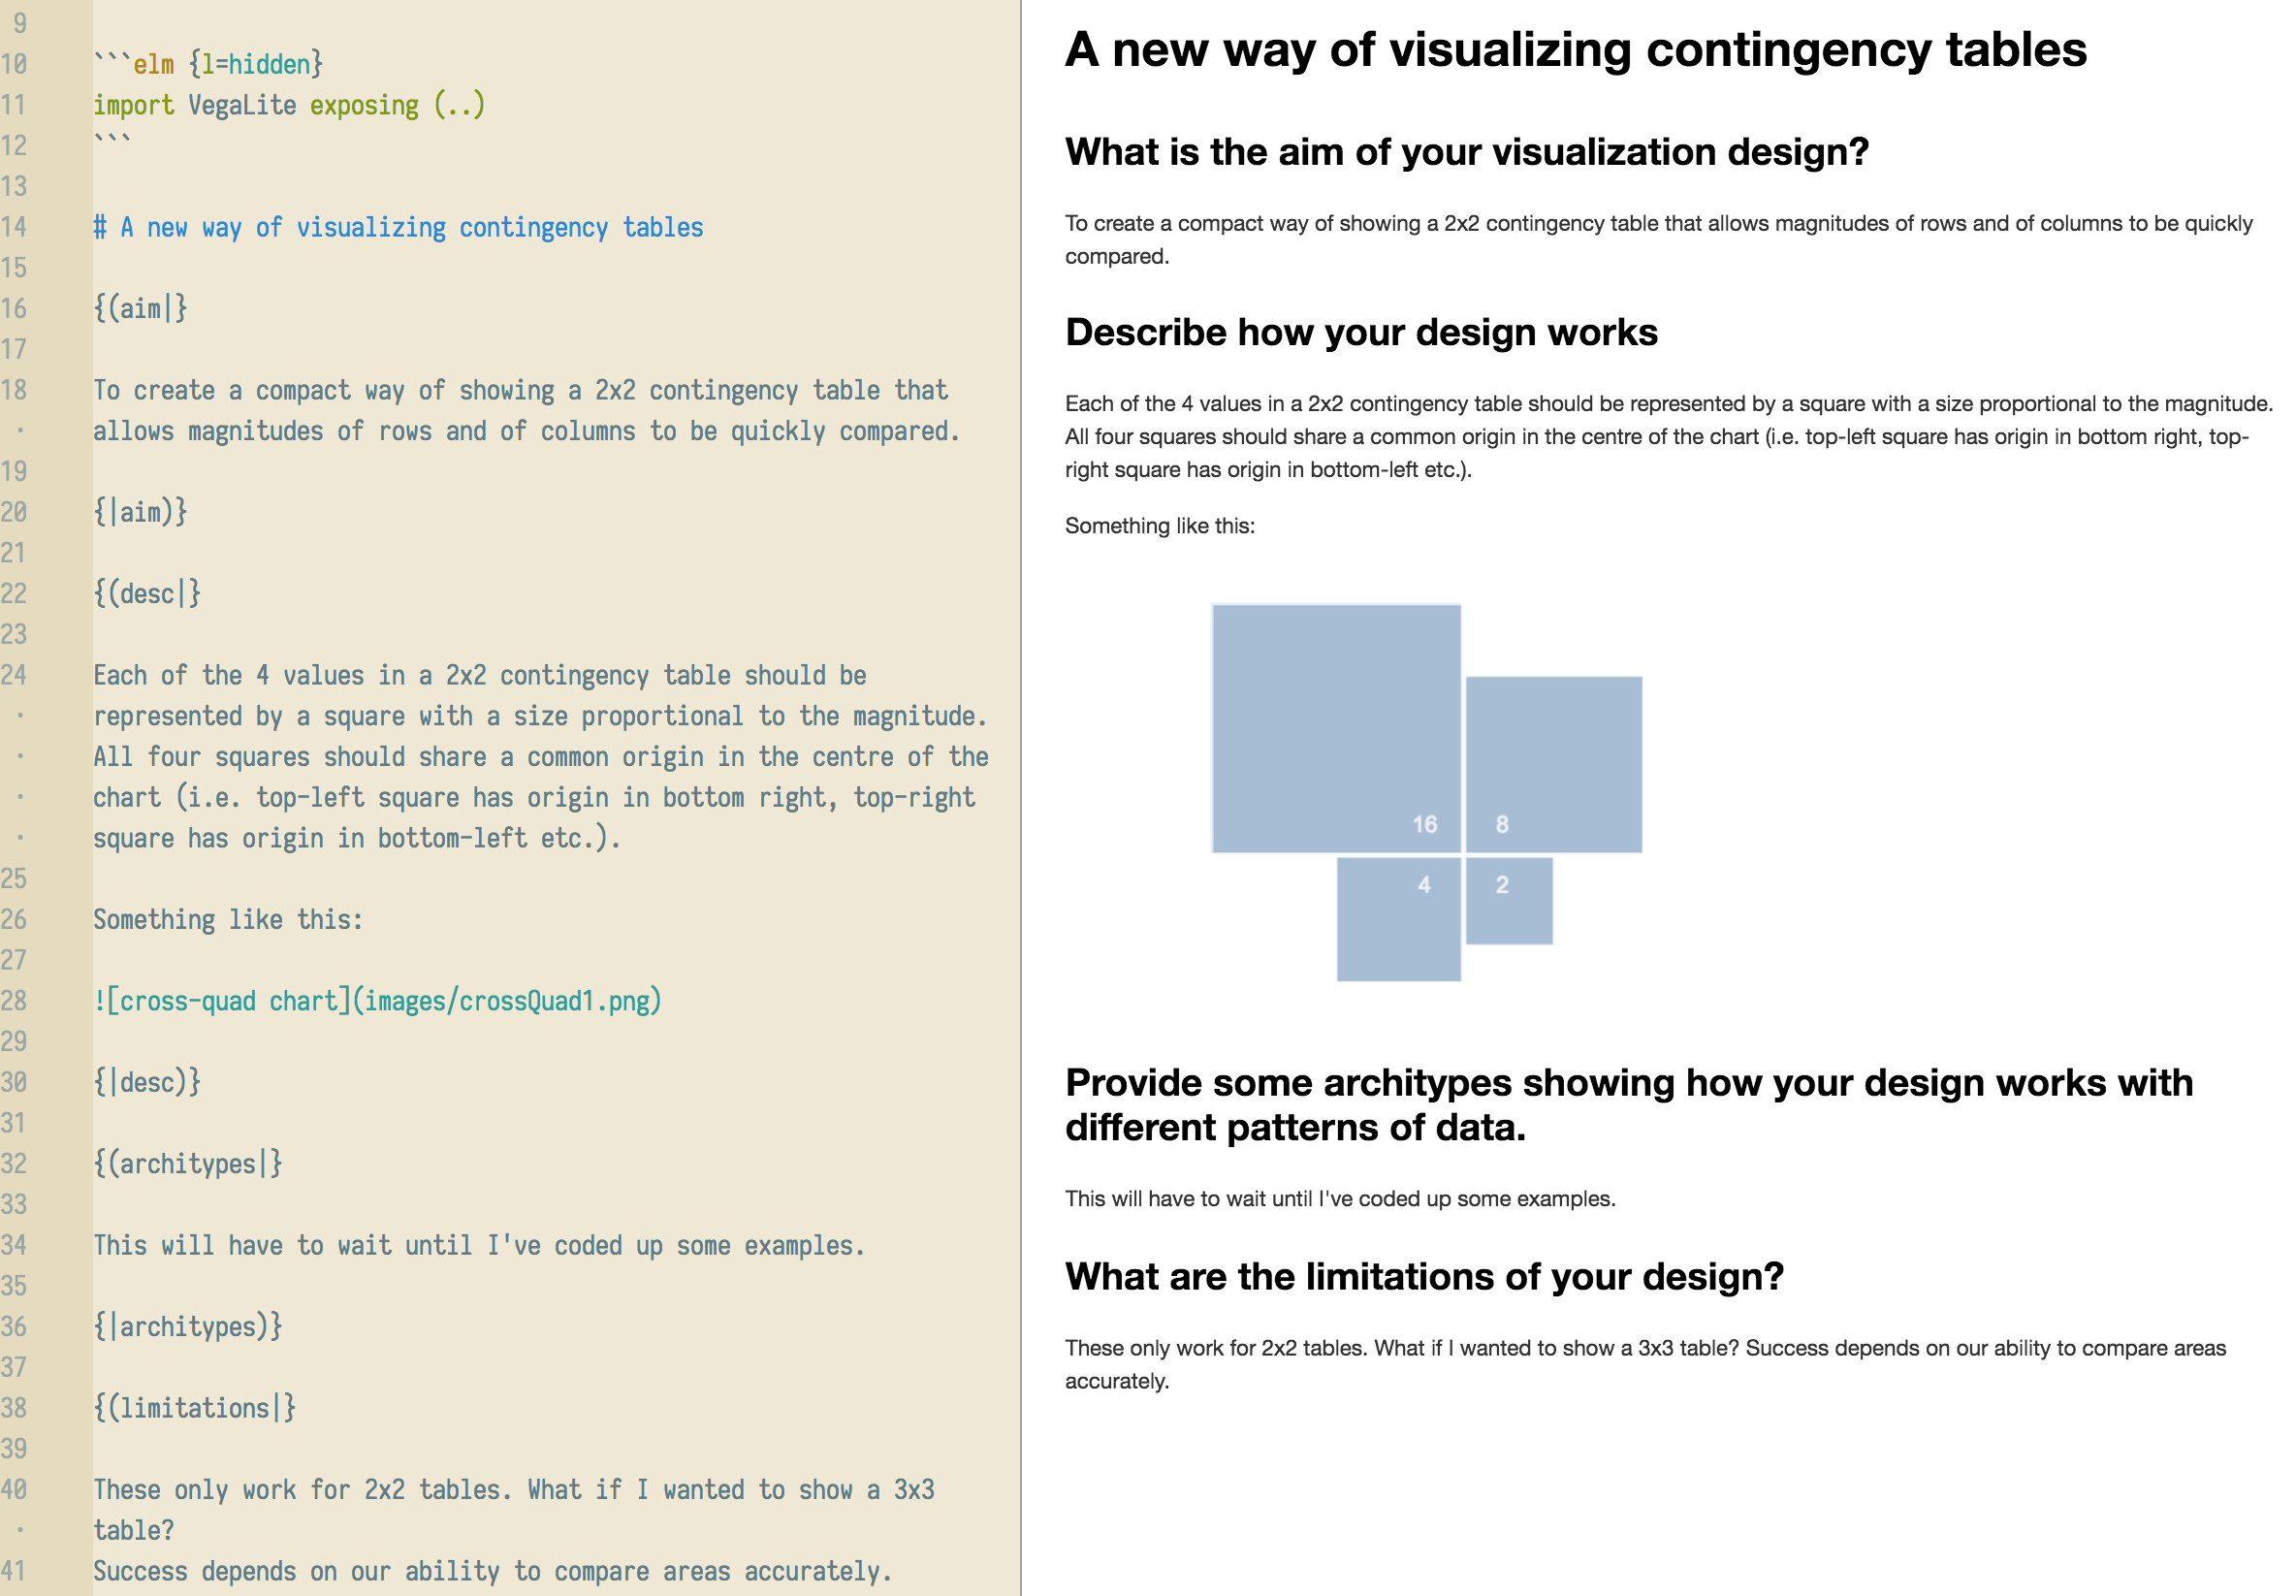 9
10 ```elm {l=hidden}
11 import VegaLite exposing (..)
12 ```
13
14 # A new way of visualizing contingency tables
15
16 {(aim|}
17
18 To create a compact way of showing a 2x2 contingency table that
· allows magnitudes of rows and of columns to be quickly compared.
19
20 {|aim)}
21
22 {(desc|}
23
24 Each of the 4 values in a 2x2 contingency table should be
· represented by a square with a size proportional to the magnitude.
· All four squares should share a common origin in the centre of the
· chart (i.e. top-left square has origin in bottom right, top-right
· square has origin in bottom-left etc.).
25
26 Something like this:
27
28 ![cross-quad chart](images/crossQuad1.png)
29
30 {|desc)}
31
32 {(architypes|}
33
34 This will have to wait until I've coded up some examples.
35
36 {|architypes)}
37
38 {(limitations|}
39
40 These only work for 2x2 tables. What if I wanted to show a 3x3
· table?
41 Success depends on our ability to compare areas accurately.
A new way of visualizing contingency tables
What is the aim of your visualization design?
To create a compact way of showing a 2x2 contingency table that allows magnitudes of rows and of columns to be quickly
compared.
Describe how your design works
Each of the 4 values in a 2x2 contingency table should be represented by a square with a size proportional to the magnitude.
All four squares should share a common origin in the centre of the chart (i.e. top-left square has origin in bottom right, top-
right square has origin in bottom-left etc.).
Something like this:
16 8
4 2
Provide some architypes showing how your design works with
different patterns of data.
This will have to wait until I've coded up some examples.
What are the limitations of your design?
These only work for 2x2 tables. What if I wanted to show a 3x3 table? Success depends on our ability to compare areas
accurately.